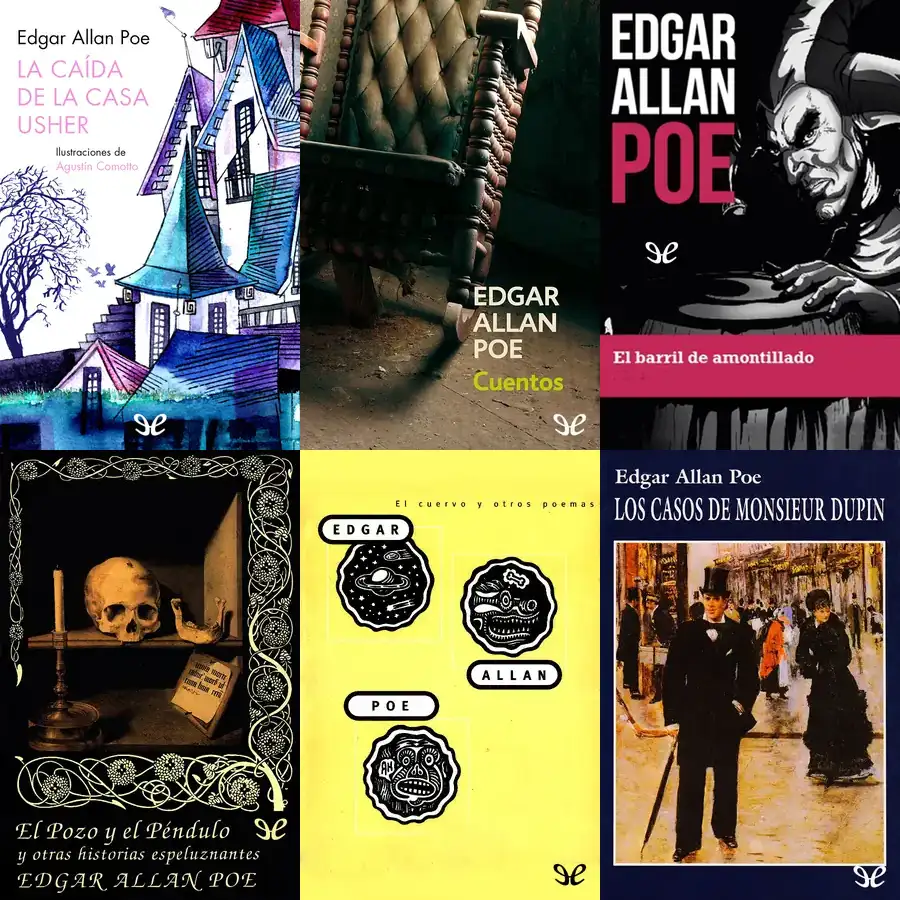 Edgar Allan Poe
LA CAÍDA
DE LA CASA
USHER
Ilustraciones de
Agustín Comotto
EDGAR
ALLAN
POE
Cuentos
EDGAR
ALLAN
POE
El barril de amontillado
El Pozo y el Péndulo
y otras historias espeluznantes
EDGAR ALLAN POE
El cuervo y otros poemas
EDGAR
ALLAN
POE
Edgar Allan Poe
LOS CASOS DE MONSIEUR DUPIN